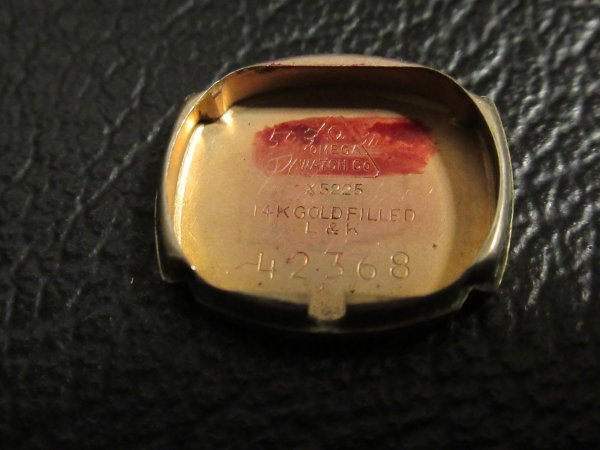 OMEGA
WATCH CO
X5225
14K GOLD FILLED
L & K
42368